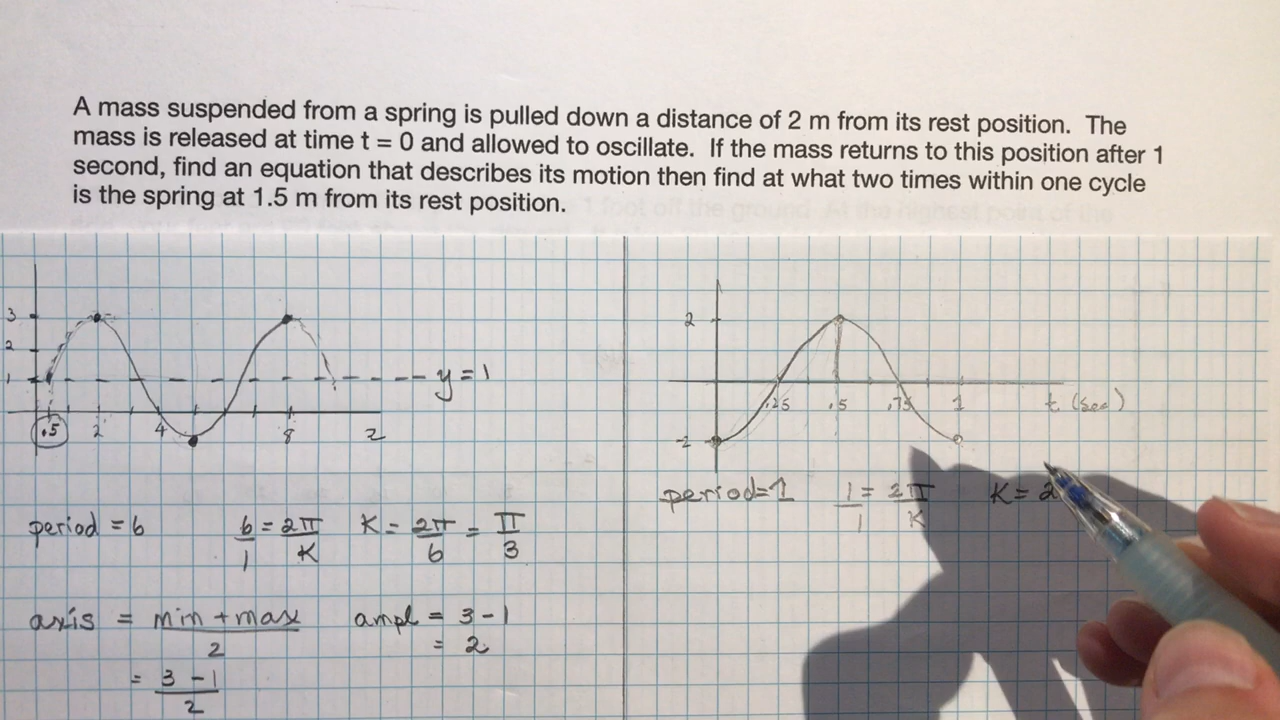 A mass suspended from a spring is pulled down a distance of 2 m from its rest position. The
mass is released at time t = 0 and allowed to oscillate. If the mass returns to this position after 1
second, find an equation that describes its motion then find at what two times within one cycle
is the spring at 1.5 m from its rest position.
3
2
1
y = 1
.5 2 4 8 2
period = 6 6/1 = 2π/K K = 2π/6 = π/3
axis = min + max / 2 ampl = 3 - 1
= 2
= 3 - 1 / 2
2
.25 .5 .75 1 t (sec)
-2
period = 1 1/1 = 2π/K K = 2